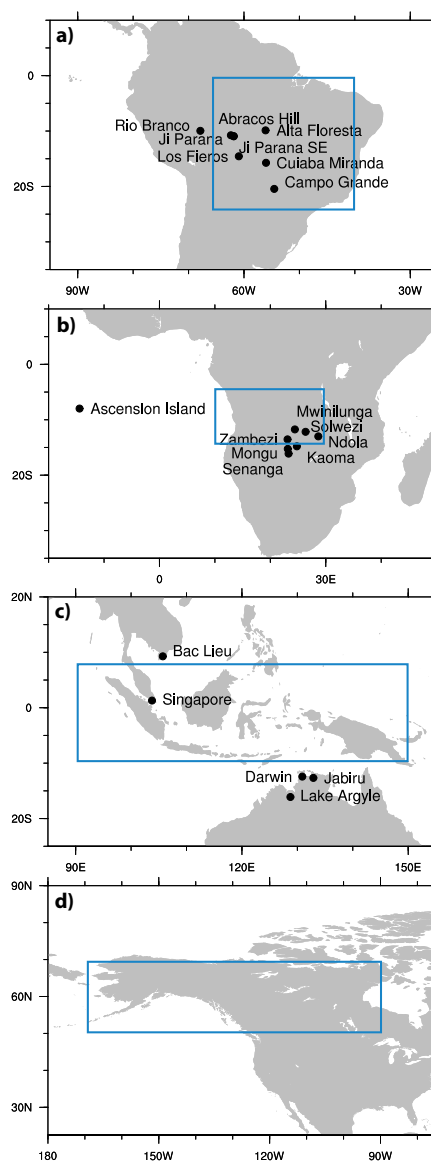 a)
0
Abracos Hill
Rio Branco
Alta Floresta
Ji Parana
Ji Parana SE
Los Fieros
Cuiaba Miranda
20S
Campo Grande
90W 60W 30W
b)
0
Ascension Island
Mwinilunga
Solwezi
Zambezi
Ndola
Mongu
Kaoma
Senanga
0 30E
20N
c)
Bac Lieu
0
Singapore
Darwin
Jabiru
Lake Argyle
20S
90E 120E 150E
90N
d)
60N
30N
180 150W 120W 90W